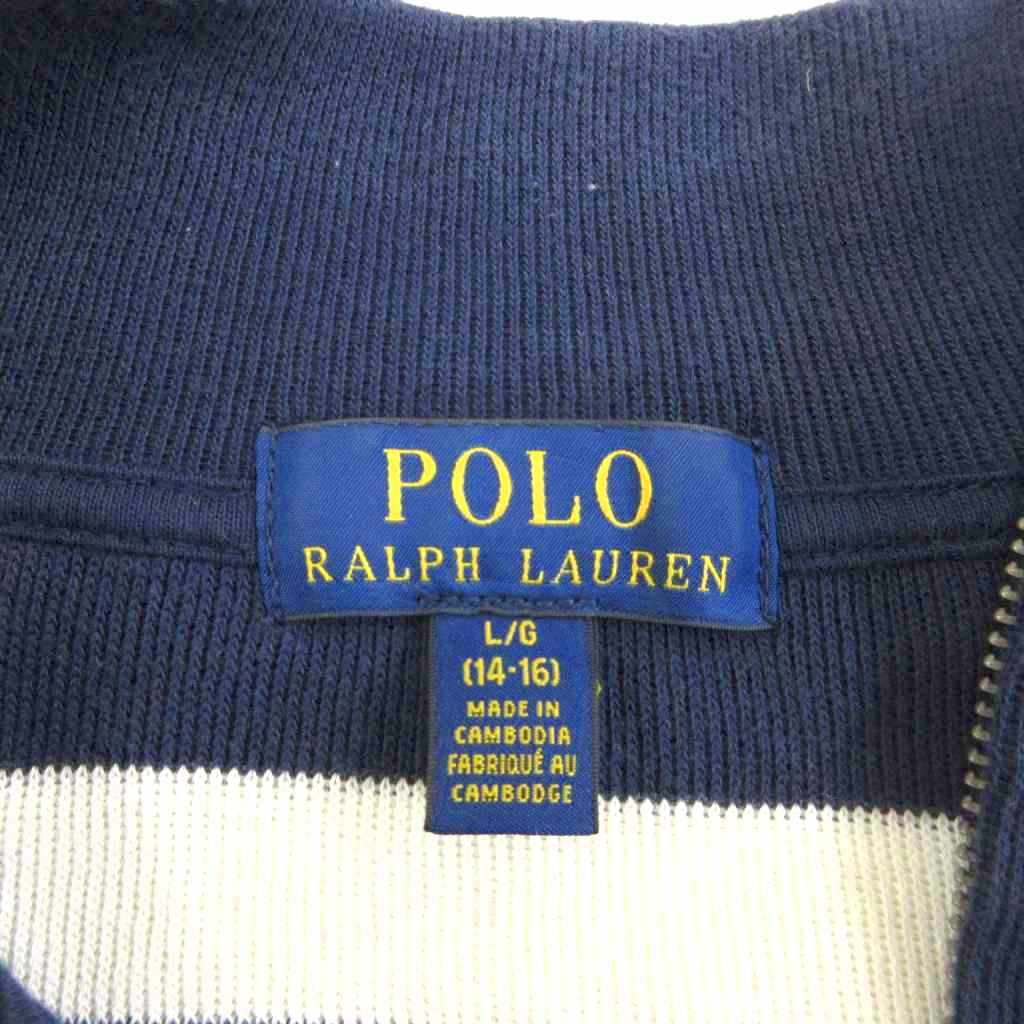 POLO
RALPH LAUREN
L/G
(14-16)
MADE IN
CAMBODIA
FABRIQUÉ AU
CAMBODGE